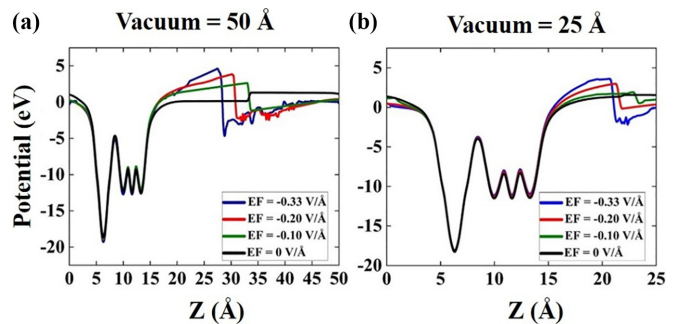 (a) Vacuum = 50 Å
(b) Vacuum = 25 Å
Potential (eV)
5
0
-5
-10
-15
-20
0 5 10 15 20 25 30 35 40 45 50
Z (Å)
EF = -0.33 V/Å
EF = -0.20 V/Å
EF = -0.10 V/Å
EF = 0 V/Å
5
0
-5
-10
-15
-20
0 5 10 15 20 25
Z (Å)
EF = -0.33 V/Å
EF = -0.20 V/Å
EF = -0.10 V/Å
EF = 0 V/Å